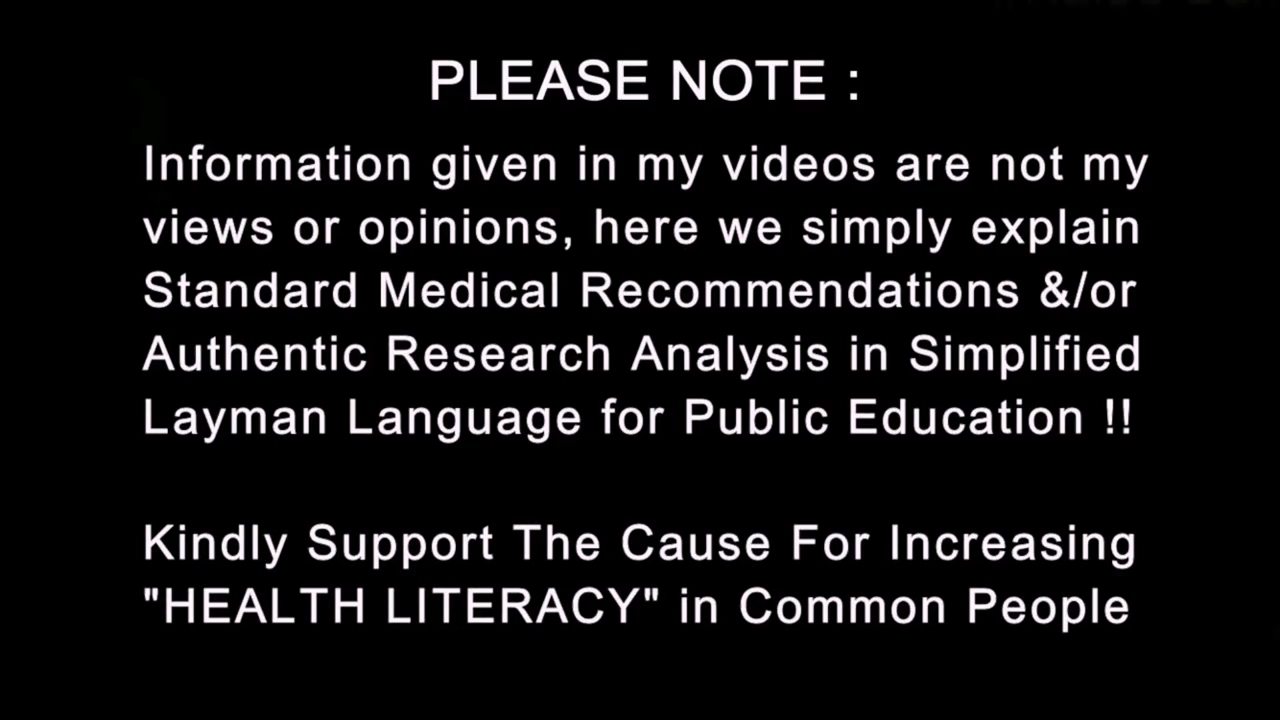 PLEASE NOTE :
Information given in my videos are not my
views or opinions, here we simply explain
Standard Medical Recommendations &/or
Authentic Research Analysis in Simplified
Layman Language for Public Education !!
Kindly Support The Cause For Increasing
"HEALTH LITERACY" in Common People